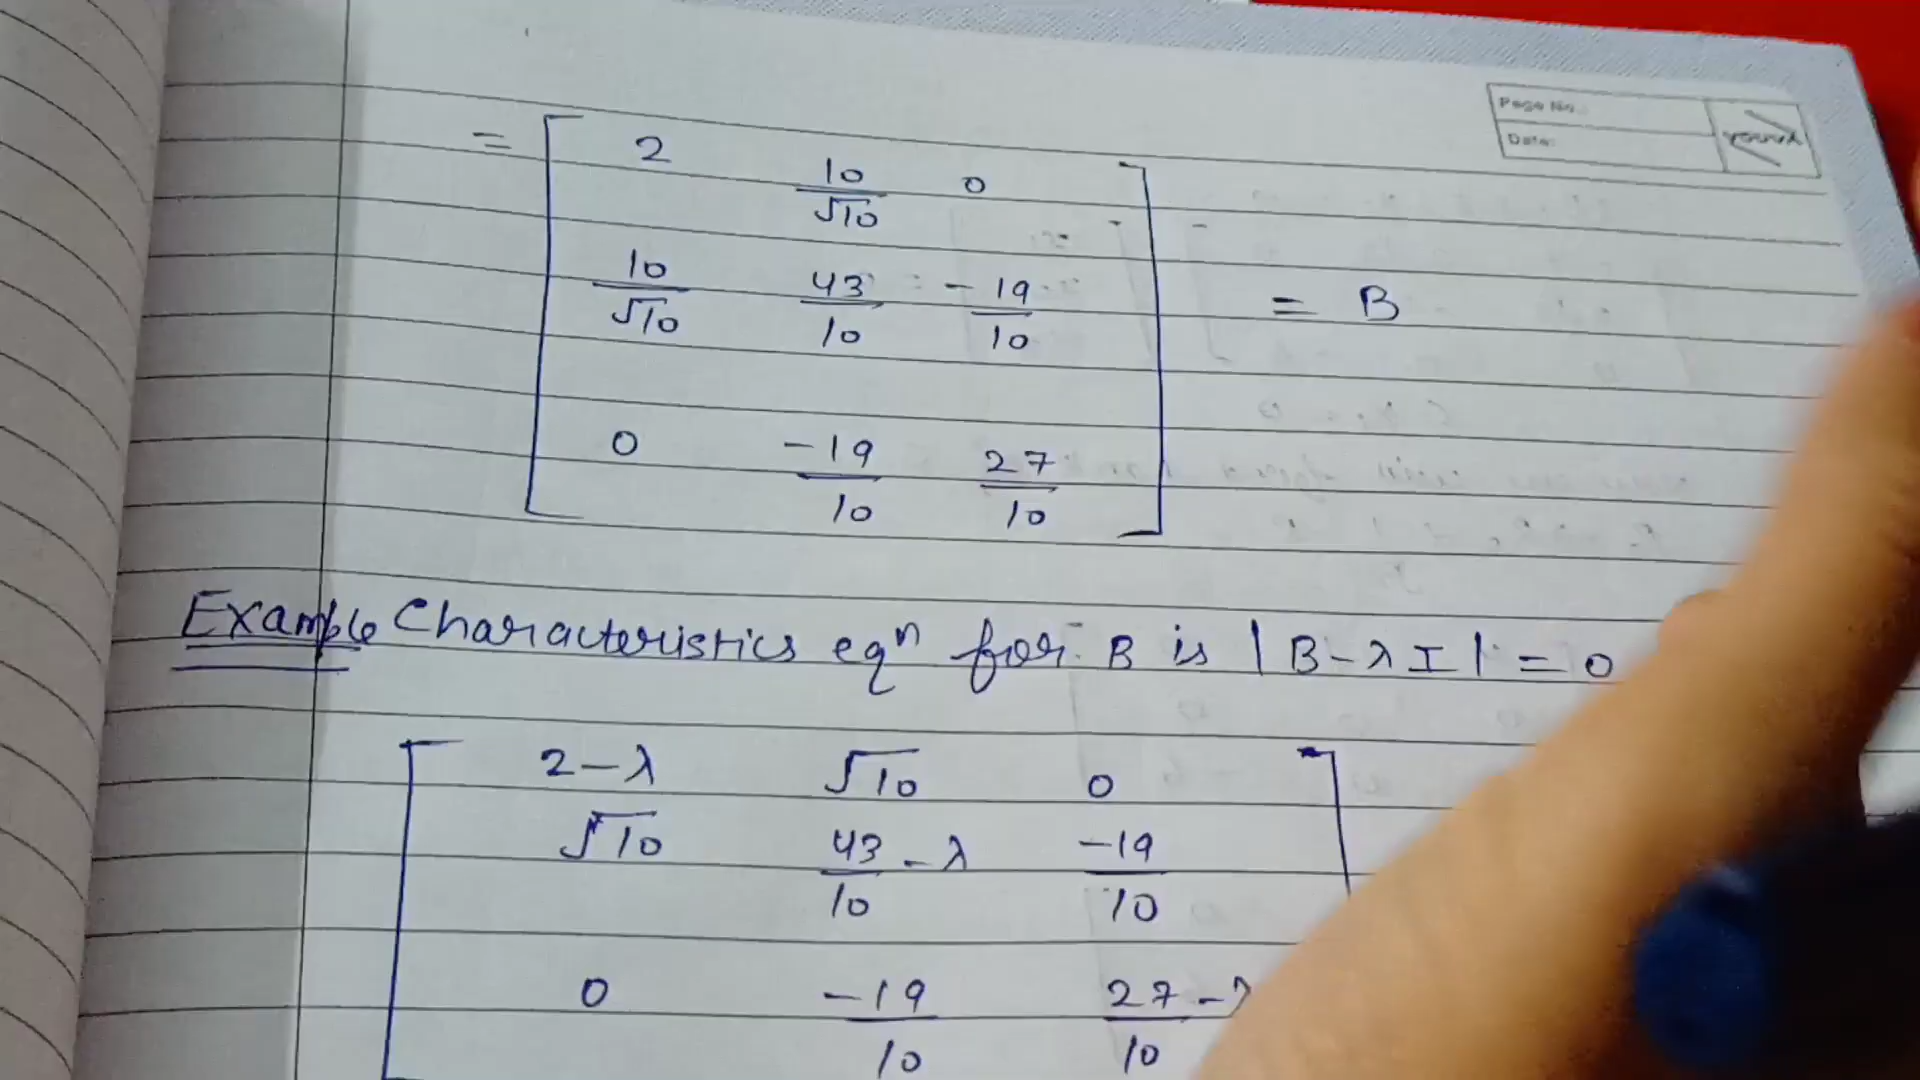 Page No.:
Date:
= [ 2 10/√10 0
10/√10 43/10 -19/10
0 -19/10 27/10 ] = B
Example Characteristics eqⁿ for B is |B-λI| = 0
[ 2-λ √10 0
√10 43/10 - λ -19/10
0 -19/10 27/10 - λ